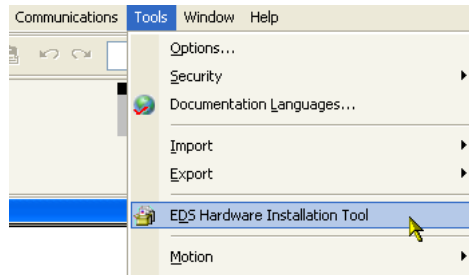 Communications Tools Window Help
Options...
Security
Documentation Languages...
Import
Export
EDS Hardware Installation Tool
Motion